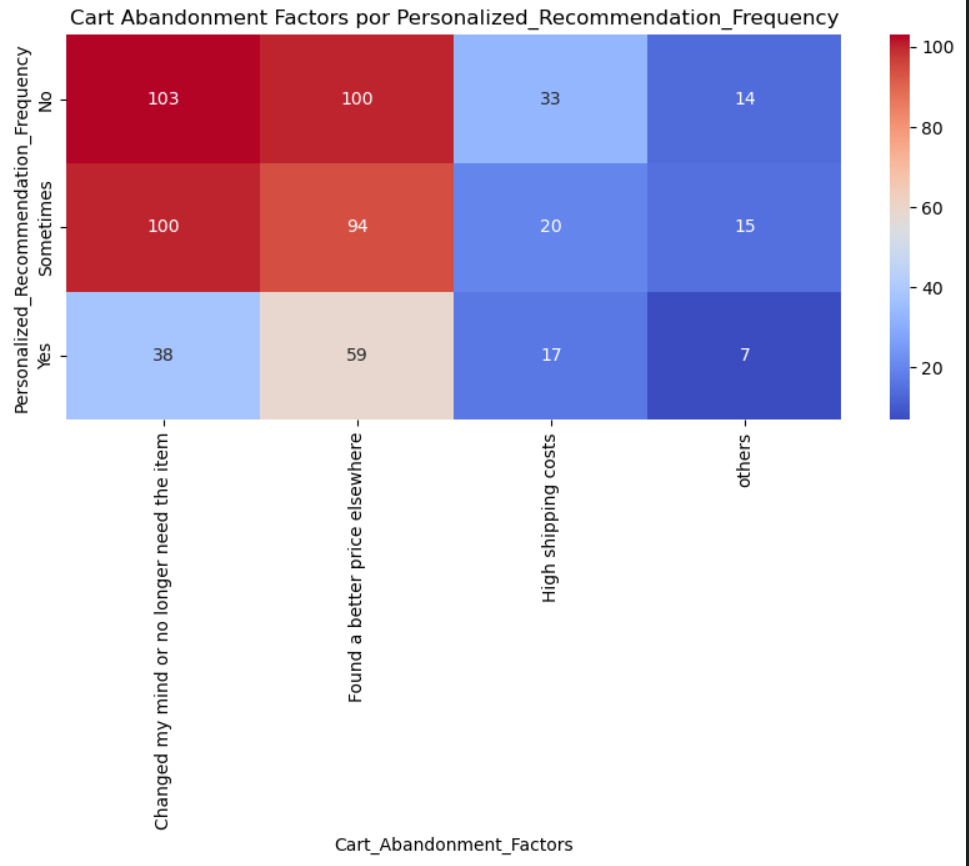 Cart Abandonment Factors por Personalized_Recommendation_Frequency
Personalized_Recommendation_Frequency
No
103 100 33 14
Sometimes
100 94 20 15
Yes
38 59 17 7
100
80
60
40
20
Changed my mind or no longer need the item
Found a better price elsewhere
High shipping costs
others
Cart_Abandonment_Factors